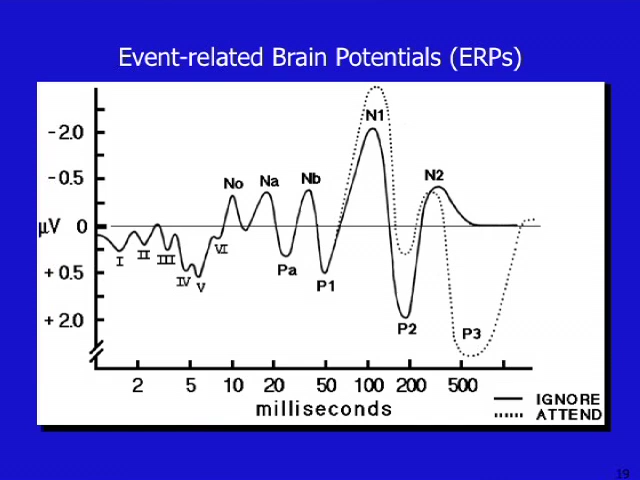 Event-related Brain Potentials (ERPs)
N1
-2.0
-0.5
No Na Nb N2
µV 0
I II III IV V VI
+0.5
Pa P1
+2.0
P2 P3
2 5 10 20 50 100 200 500
milliseconds
IGNORE
ATTEND
19